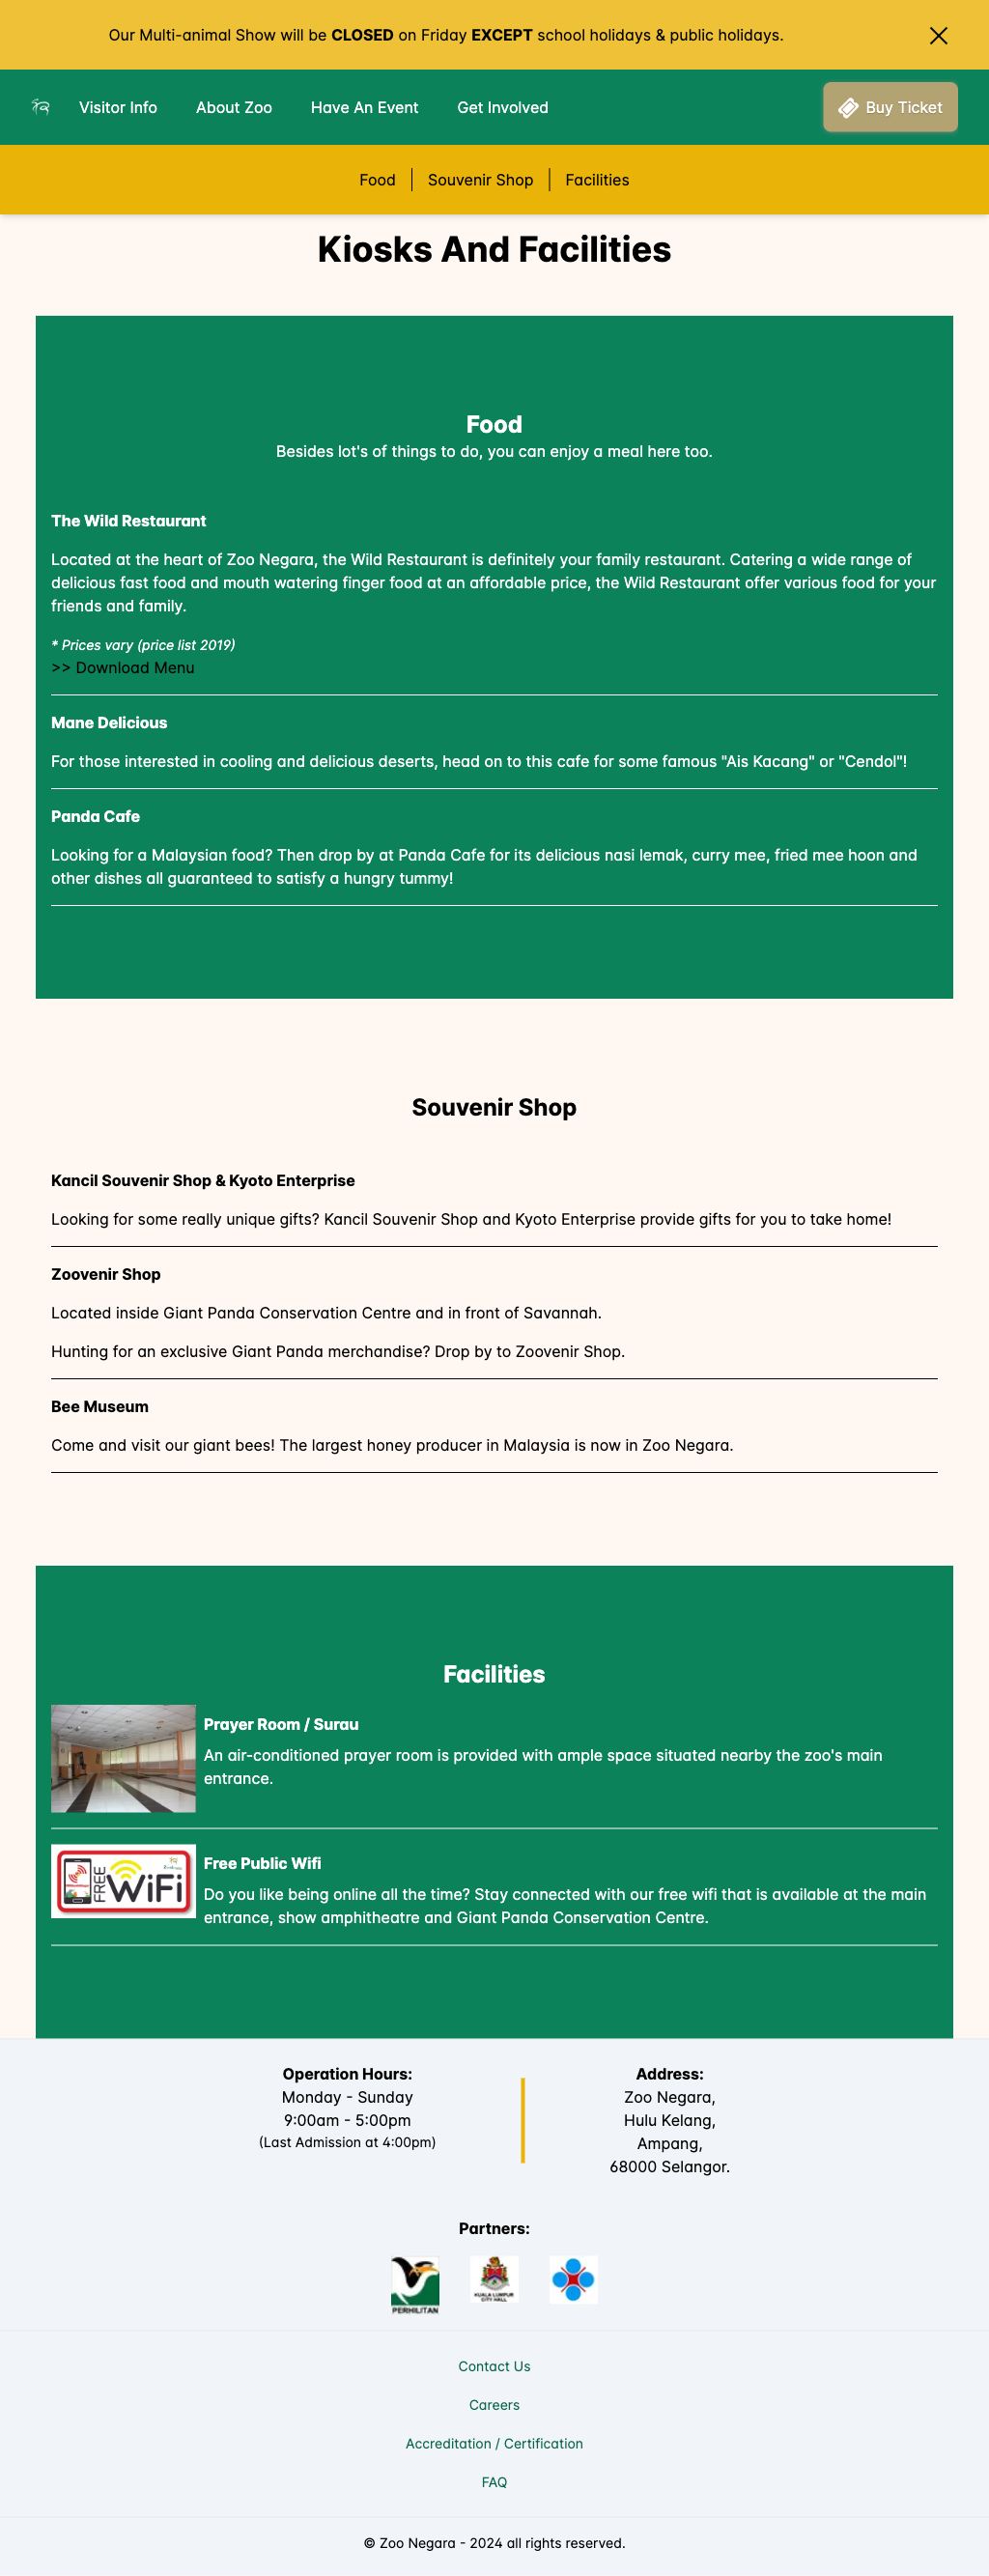 Our Multi-animal Show will be CLOSED on Friday EXCEPT school holidays & public holidays.
Visitor Info
About Zoo
Have An Event
Get Involved
Buy Ticket
Food
Souvenir Shop
Facilities
Kiosks And Facilities
Food
Besides lot's of things to do, you can enjoy a meal here too.
The Wild Restaurant
Located at the heart of Zoo Negara, the Wild Restaurant is definitely your family restaurant. Catering a wide range of
delicious fast food and mouth watering finger food at an affordable price, the Wild Restaurant offer various food for your
friends and family.
* Prices vary (price list 2019)
>> Download Menu
Mane Delicious
For those interested in cooling and delicious deserts, head on to this cafe for some famous "Ais Kacang" or "Cendol"!
Panda Cafe
Looking for a Malaysian food? Then drop by at Panda Cafe for its delicious nasi lemak, curry mee, fried mee hoon and
other dishes all guaranteed to satisfy a hungry tummy!
Souvenir Shop
Kancil Souvenir Shop & Kyoto Enterprise
Looking for some really unique gifts? Kancil Souvenir Shop and Kyoto Enterprise provide gifts for you to take home!
Zoovenir Shop
Located inside Giant Panda Conservation Centre and in front of Savannah.
Hunting for an exclusive Giant Panda merchandise? Drop by to Zoovenir Shop.
Bee Museum
Come and visit our giant bees! The largest honey producer in Malaysia is now in Zoo Negara.
Facilities
Prayer Room / Surau
An air-conditioned prayer room is provided with ample space situated nearby the zoo's main
entrance.
FREE
WiFi
Free Public Wifi
Do you like being online all the time? Stay connected with our free wifi that is available at the main
entrance, show amphitheatre and Giant Panda Conservation Centre.
Operation Hours:
Monday - Sunday
9:00am - 5:00pm
(Last Admission at 4:00pm)
Address:
Zoo Negara,
Hulu Kelang,
Ampang,
68000 Selangor.
Partners:
PERHILITAN
KUALA LUMPUR
CITY HALL
Contact Us
Careers
Accreditation / Certification
FAQ
© Zoo Negara - 2024 all rights reserved.